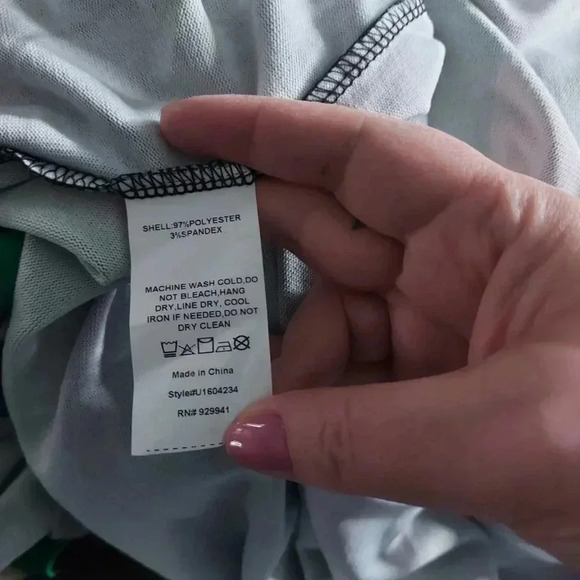 SHELL:97%POLYESTER
3%SPANDEX
MACHINE WASH COLD,DO
NOT BLEACH,HANG
DRY,LINE DRY, COOL
IRON IF NEEDED,DO NOT
DRY CLEAN
Made in China
Style#U1604234
RN# 929941